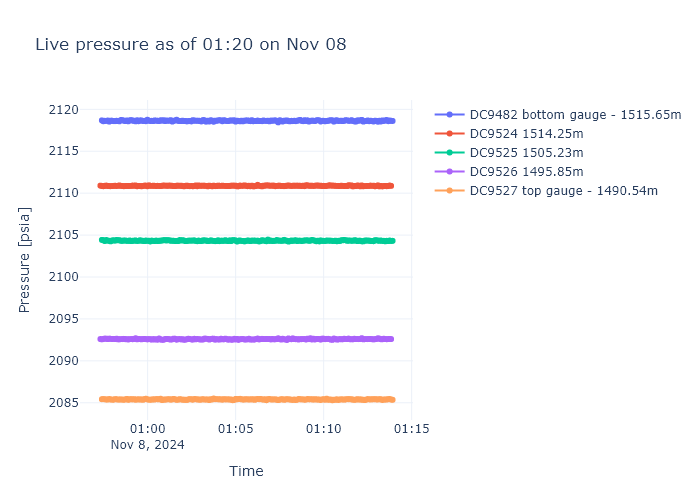 Live pressure as of 01:20 on Nov 08
2120
2115
2110
2105
2100
2095
2090
2085
Pressure [psia]
01:00
01:05
01:10
01:15
Nov 8, 2024
Time
DC9482 bottom gauge - 1515.65m
DC9524 1514.25m
DC9525 1505.23m
DC9526 1495.85m
DC9527 top gauge - 1490.54m